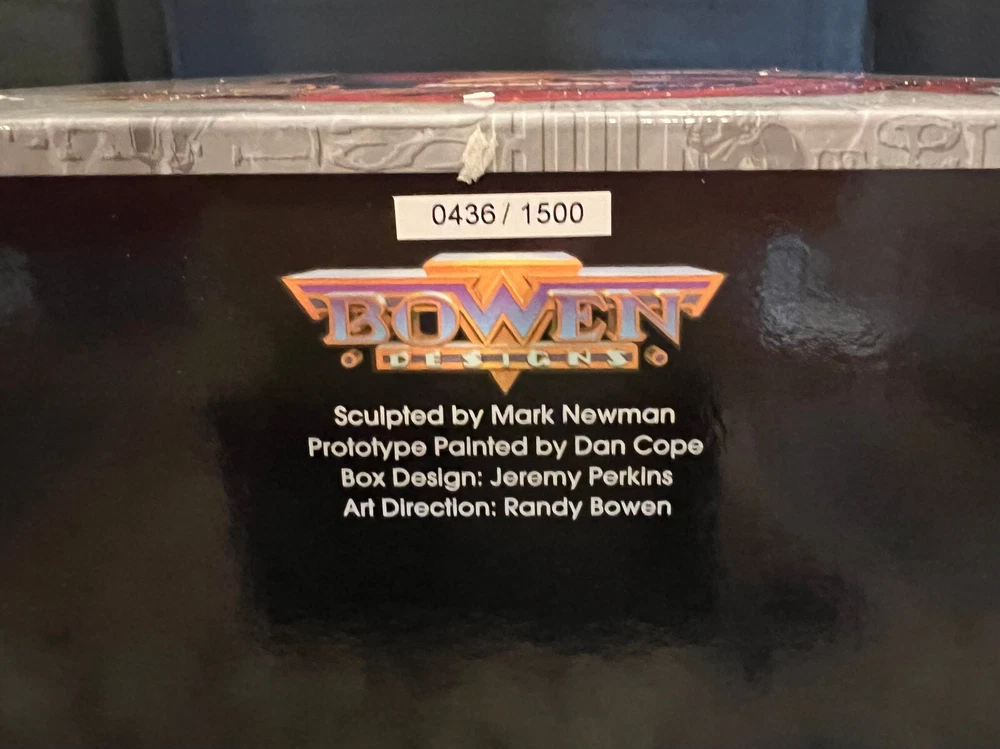 0436/ 1500
BOWEN
DESIGNS
Sculpted by Mark Newman
Prototype Painted by Dan Cope
Box Design: Jeremy Perkins
Art Direction: Randy Bowen